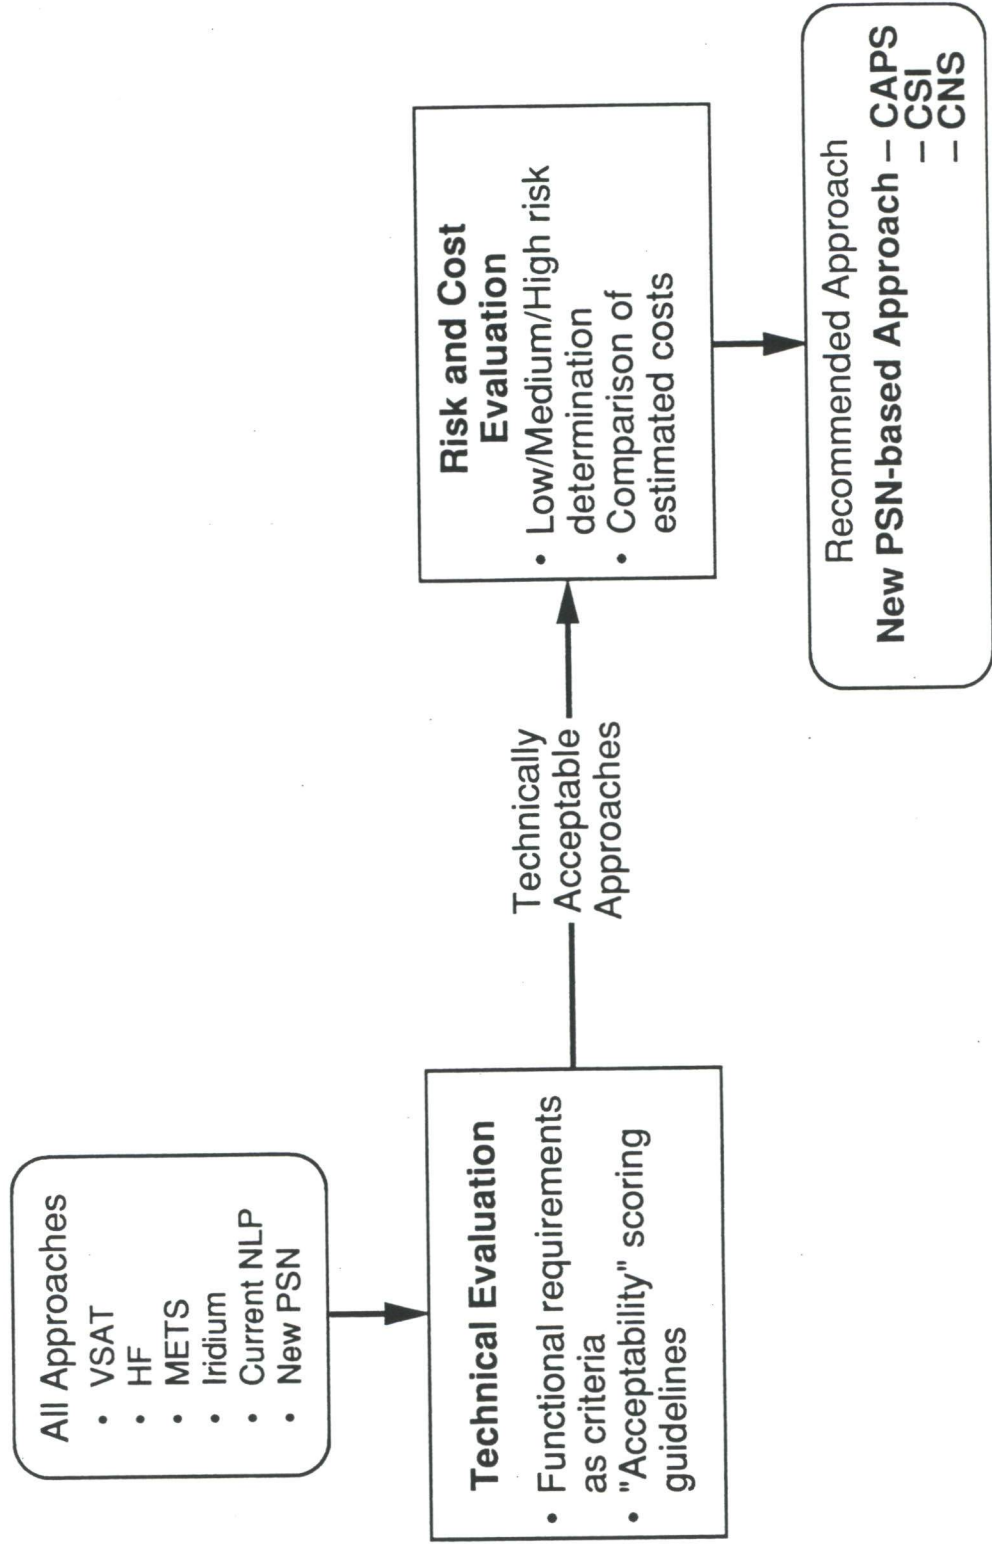 All Approaches
• VSAT
• HF
• METS
• Iridium
• Current NLP
• New PSN
Technical Evaluation
• Functional requirements
as criteria
• "Acceptability" scoring
guidelines
Technically
Acceptable
Approaches
Risk and Cost
Evaluation
• Low/Medium/High risk
determination
• Comparison of
estimated costs
Recommended Approach
New PSN-based Approach – CAPS
– CSI
– CNS